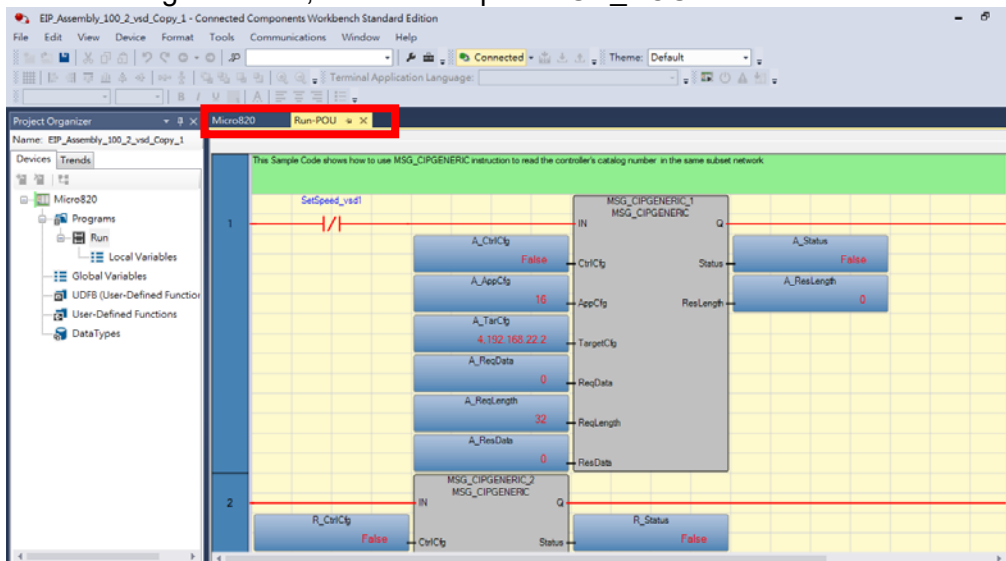 EIP_Assembly_100_2_vsd_Copy_1 - Connected Components Workbench Standard Edition
File Edit View Device Format Tools Communications Window Help
Connected Theme: Default
Terminal Application Language:
Project Organizer
Name: EIP_Assembly_100_2_vsd_Copy_1
Devices Trends
Micro820
Programs
Run
Local Variables
Global Variables
UDFB (User-Defined Function
User-Defined Functions
DataTypes
Micro820 Run-POU
This Sample Code shows how to use MSG_CIPGENERIC instruction to read the controller's catalog number in the same subset network
1
SetSpeed_vsd1
MSG_CIPGENERIC_1
MSG_CIPGENERIC
IN Q
A_CtrlCfg
False
CtrlCfg
Status
A_Status
False
A_AppCfg
16
AppCfg
ResLength
A_ResLength
0
A_TarCfg
4.192.168.22.2
TargetCfg
A_ReqData
0
ReqData
A_ReqLength
32
ReqLength
A_ResData
0
ResData
2
MSG_CIPGENERIC_2
MSG_CIPGENERIC
IN Q
R_CtrlCfg
False
CtrlCfg
Status
R_Status
False